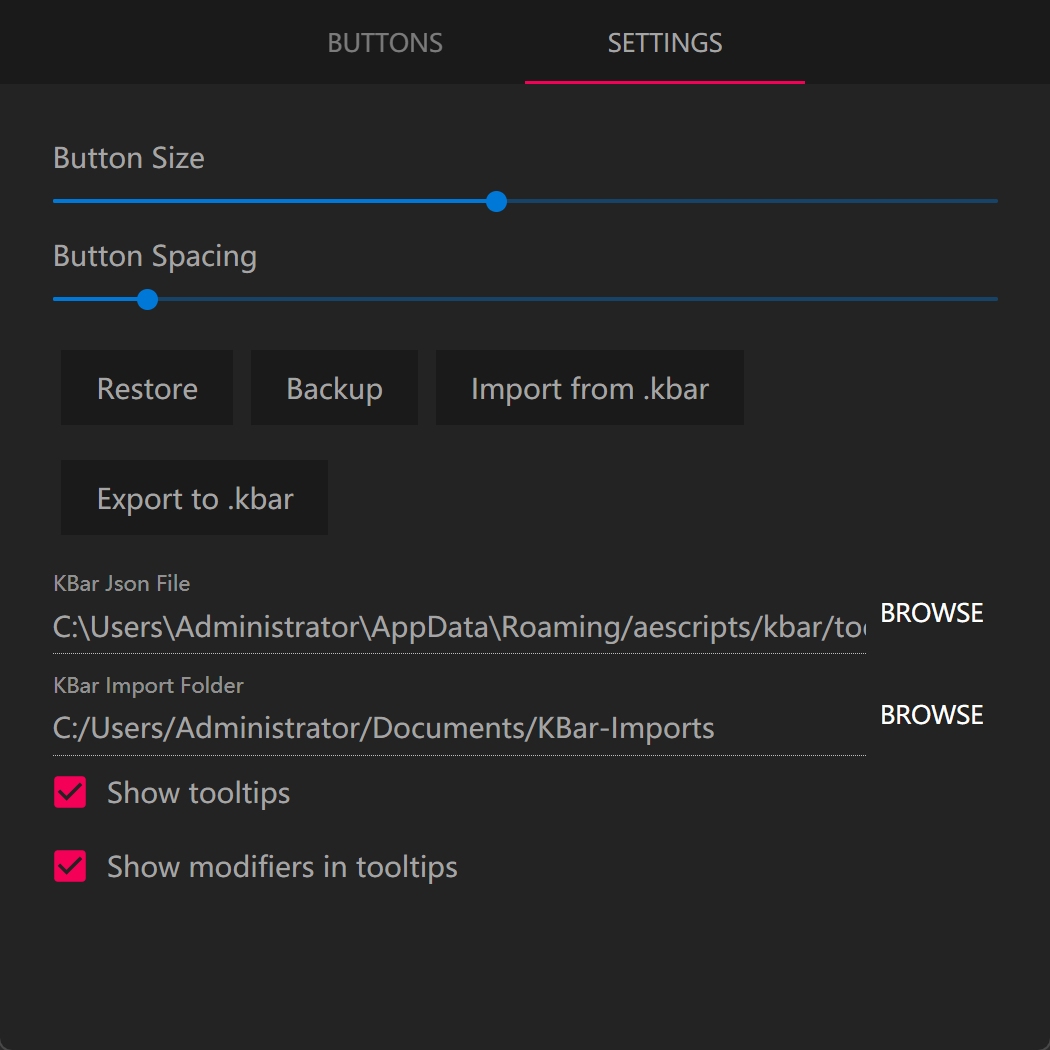 BUTTONS SETTINGS
Button Size
Button Spacing
Restore Backup Import from .kbar
Export to .kbar
KBar Json File
C:\Users\Administrator\AppData\Roaming/aescripts/kbar/too BROWSE
KBar Import Folder
C:/Users/Administrator/Documents/KBar-Imports BROWSE
Show tooltips
Show modifiers in tooltips